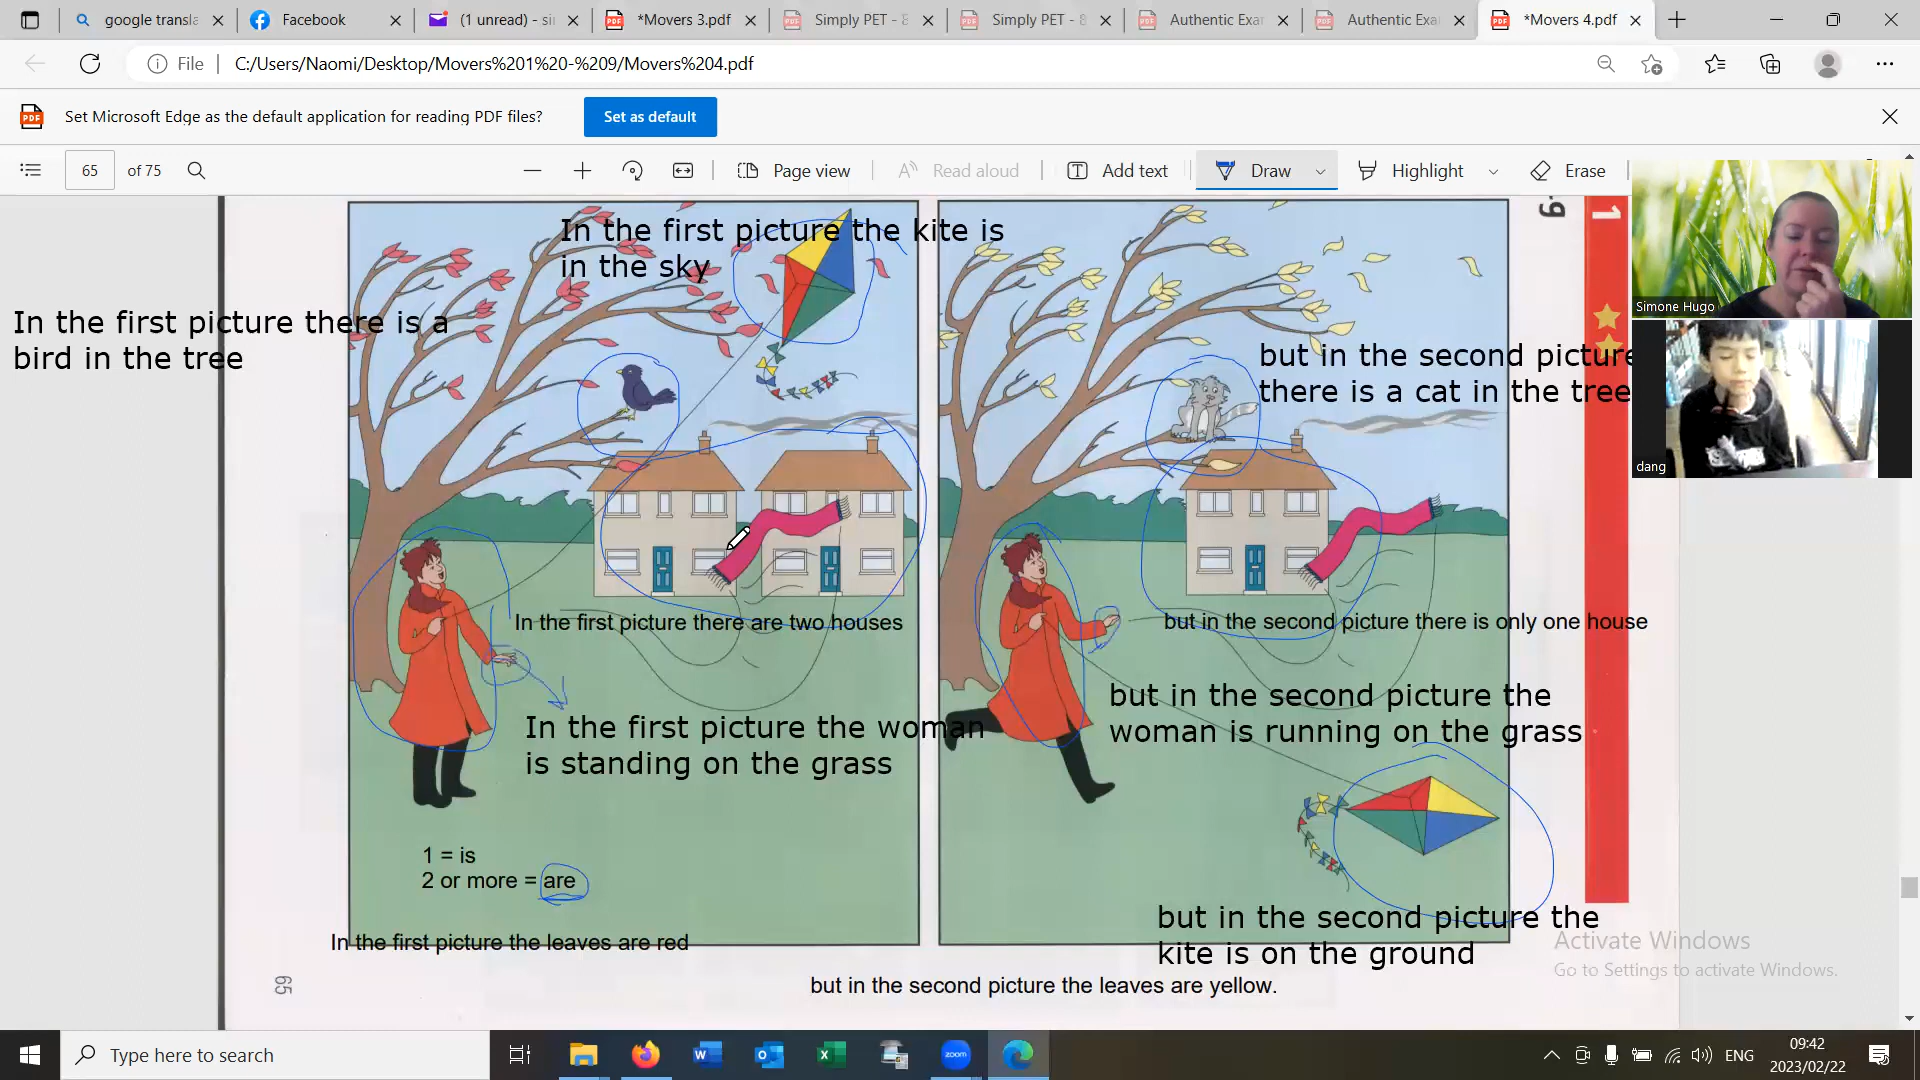 google transla
Facebook
(1 unread) - sin
*Movers 3.pdf
Simply PET - 8
Simply PET - 8
Authentic Exa
Authentic Exa
*Movers 4.pdf
File
C:/Users/Naomi/Desktop/Movers%201%20-%209/Movers%204.pdf
PDF
Set Microsoft Edge as the default application for reading PDF files?
Set as default
65
of 75
Page view
Read aloud
Add text
Draw
Highlight
Erase
In the first picture the kite is
in the sky
In the first picture there is a
bird in the tree
but in the second picture
there is a cat in the tree
In the first picture there are two houses
but in the second picture there is only one house
In the first picture the woman
is standing on the grass
but in the second picture the
woman is running on the grass
1 = is
2 or more = are
In the first picture the leaves are red
but in the second picture the
kite is on the ground
but in the second picture the leaves are yellow.
65
1
Simone Hugo
dang
Activate Windows
Go to Settings to activate Windows.
Type here to search
zoom
ENG
09:42
2023/02/22